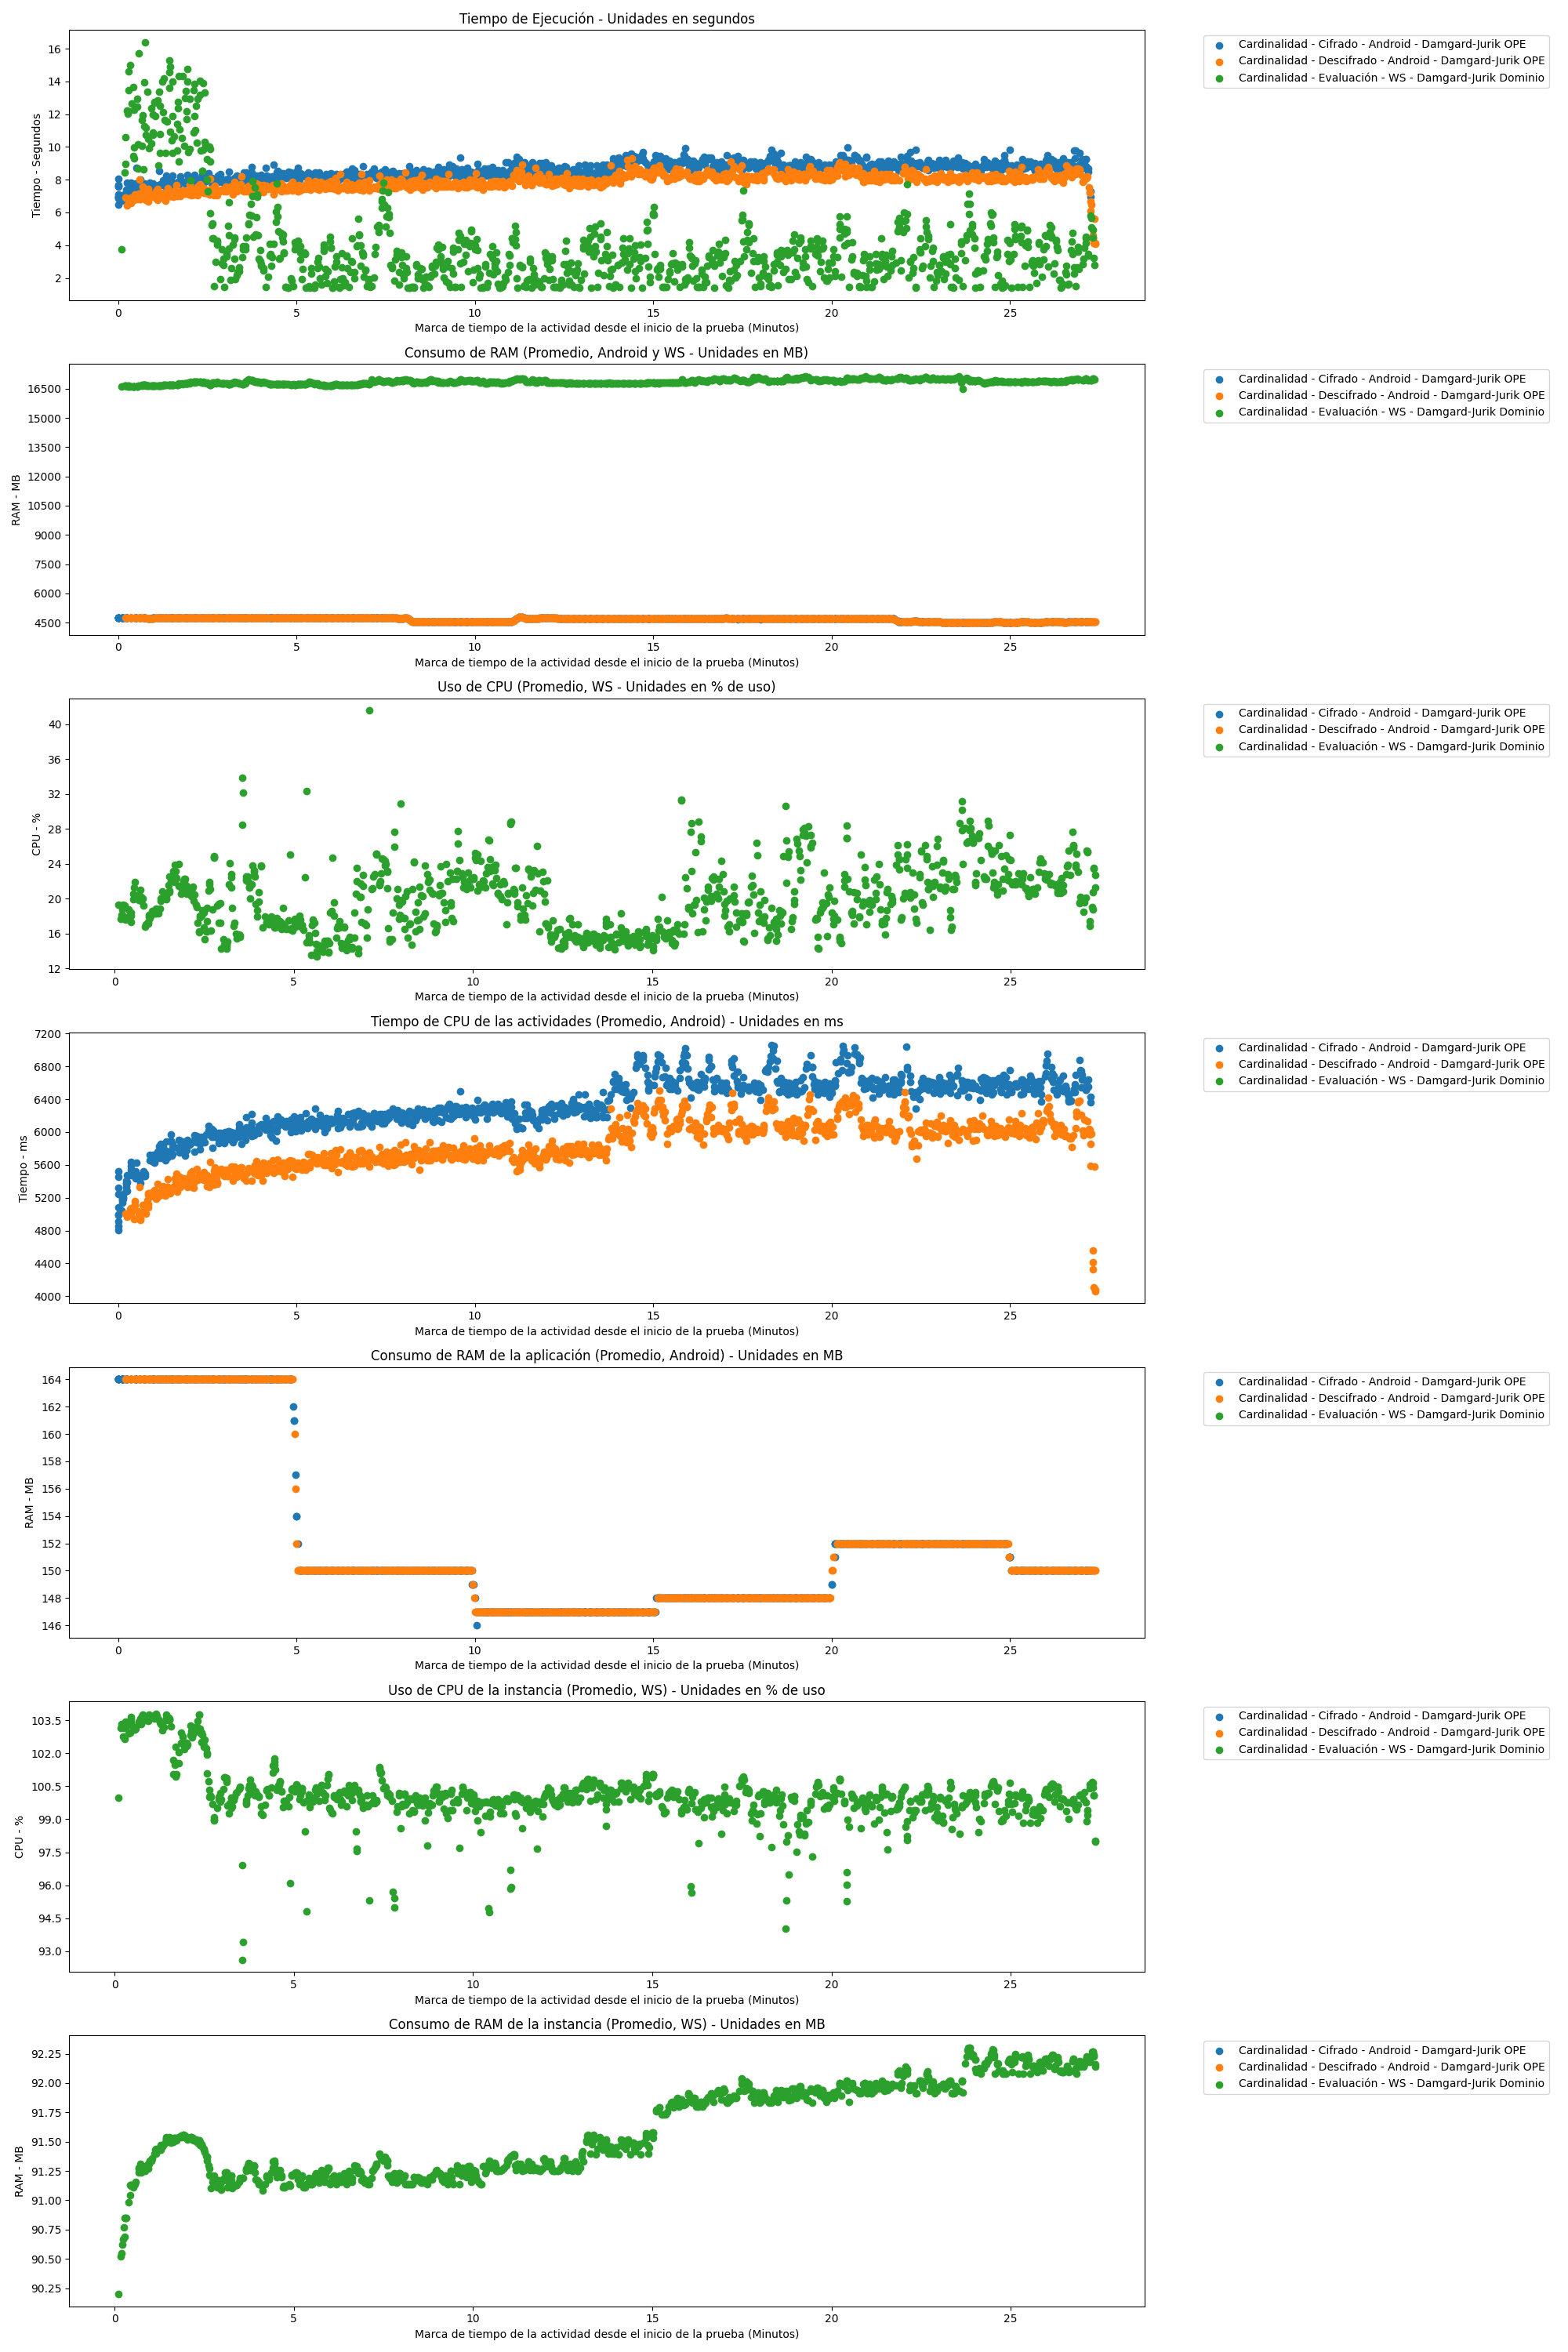 Tiempo de Ejecución - Unidades en segundos
Tiempo - Segundos
16
14
12
10
8
6
4
2
0 5 10 15 20 25
Marca de tiempo de la actividad desde el inicio de la prueba (Minutos)
Cardinalidad - Cifrado - Android - Damgard-Jurik OPE
Cardinalidad - Descifrado - Android - Damgard-Jurik OPE
Cardinalidad - Evaluación - WS - Damgard-Jurik Dominio
Consumo de RAM (Promedio, Android y WS - Unidades en MB)
RAM - MB
16500
15000
13500
12000
10500
9000
7500
6000
4500
0 5 10 15 20 25
Marca de tiempo de la actividad desde el inicio de la prueba (Minutos)
Cardinalidad - Cifrado - Android - Damgard-Jurik OPE
Cardinalidad - Descifrado - Android - Damgard-Jurik OPE
Cardinalidad - Evaluación - WS - Damgard-Jurik Dominio
Uso de CPU (Promedio, WS - Unidades en % de uso)
CPU - %
40
36
32
28
24
20
16
12
0 5 10 15 20 25
Marca de tiempo de la actividad desde el inicio de la prueba (Minutos)
Cardinalidad - Cifrado - Android - Damgard-Jurik OPE
Cardinalidad - Descifrado - Android - Damgard-Jurik OPE
Cardinalidad - Evaluación - WS - Damgard-Jurik Dominio
Tiempo de CPU de las actividades (Promedio, Android) - Unidades en ms
Tiempo - ms
7200
6800
6400
6000
5600
5200
4800
4400
4000
0 5 10 15 20 25
Marca de tiempo de la actividad desde el inicio de la prueba (Minutos)
Cardinalidad - Cifrado - Android - Damgard-Jurik OPE
Cardinalidad - Descifrado - Android - Damgard-Jurik OPE
Cardinalidad - Evaluación - WS - Damgard-Jurik Dominio
Consumo de RAM de la aplicación (Promedio, Android) - Unidades en MB
RAM - MB
164
162
160
158
156
154
152
150
148
146
0 5 10 15 20 25
Marca de tiempo de la actividad desde el inicio de la prueba (Minutos)
Cardinalidad - Cifrado - Android - Damgard-Jurik OPE
Cardinalidad - Descifrado - Android - Damgard-Jurik OPE
Cardinalidad - Evaluación - WS - Damgard-Jurik Dominio
Uso de CPU de la instancia (Promedio, WS) - Unidades en % de uso
CPU - %
103.5
102.0
100.5
99.0
97.5
96.0
94.5
93.0
0 5 10 15 20 25
Marca de tiempo de la actividad desde el inicio de la prueba (Minutos)
Cardinalidad - Cifrado - Android - Damgard-Jurik OPE
Cardinalidad - Descifrado - Android - Damgard-Jurik OPE
Cardinalidad - Evaluación - WS - Damgard-Jurik Dominio
Consumo de RAM de la instancia (Promedio, WS) - Unidades en MB
RAM - MB
92.25
92.00
91.75
91.50
91.25
91.00
90.75
90.50
90.25
0 5 10 15 20 25
Marca de tiempo de la actividad desde el inicio de la prueba (Minutos)
Cardinalidad - Cifrado - Android - Damgard-Jurik OPE
Cardinalidad - Descifrado - Android - Damgard-Jurik OPE
Cardinalidad - Evaluación - WS - Damgard-Jurik Dominio